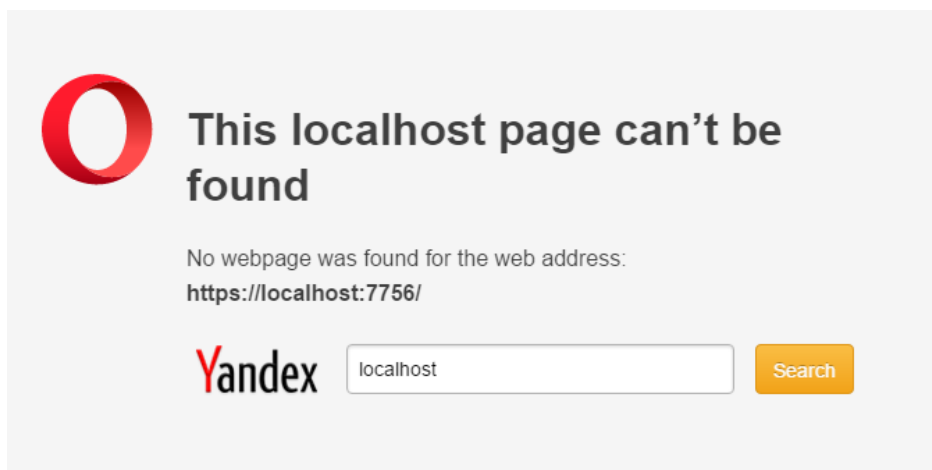 This localhost page can’t be
found
No webpage was found for the web address:
https://localhost:7756/
Yandex localhost Search